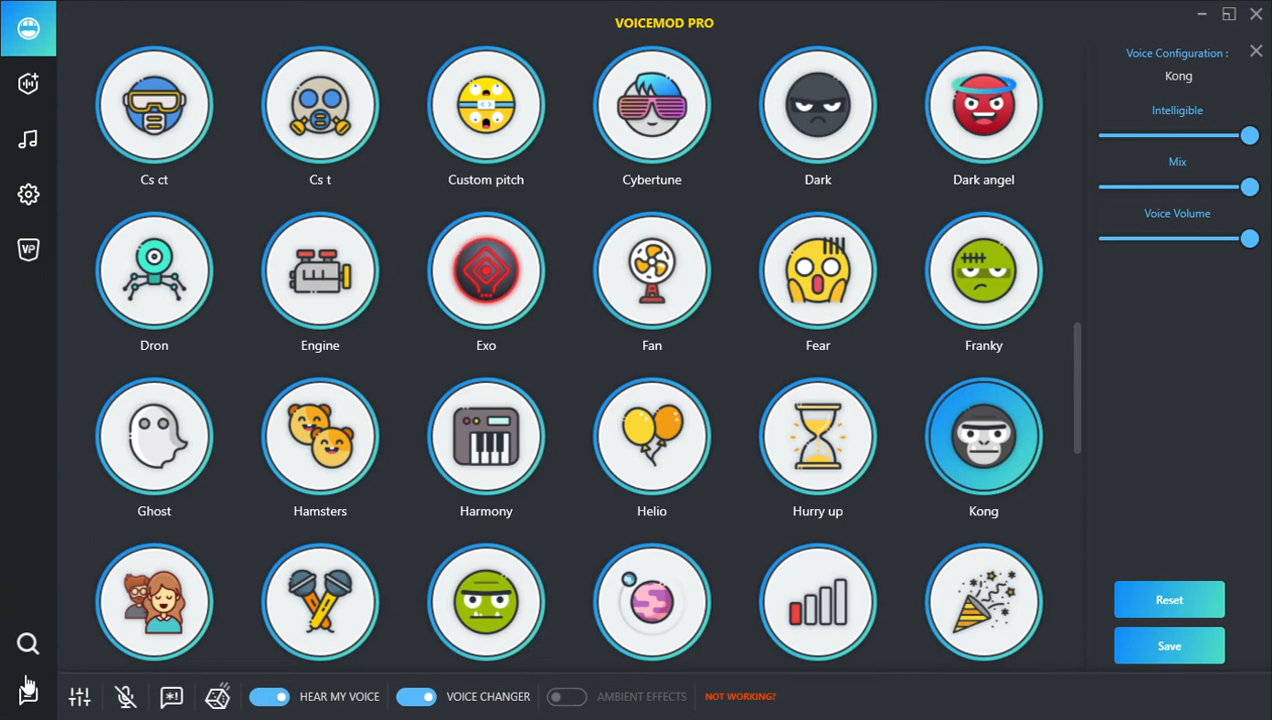 VOICEMOD PRO
Voice Configuration :
Kong
Intelligible
Mix
Voice Volume
Cs ct
Cs t
Custom pitch
Cybertune
Dark
Dark angel
Dron
Engine
Exo
Fan
Fear
Franky
Ghost
Hamsters
Harmony
Helio
Hurry up
Kong
Reset
Save
VP
*!
HEAR MY VOICE
VOICE CHANGER
AMBIENT EFFECTS
NOT WORKING?